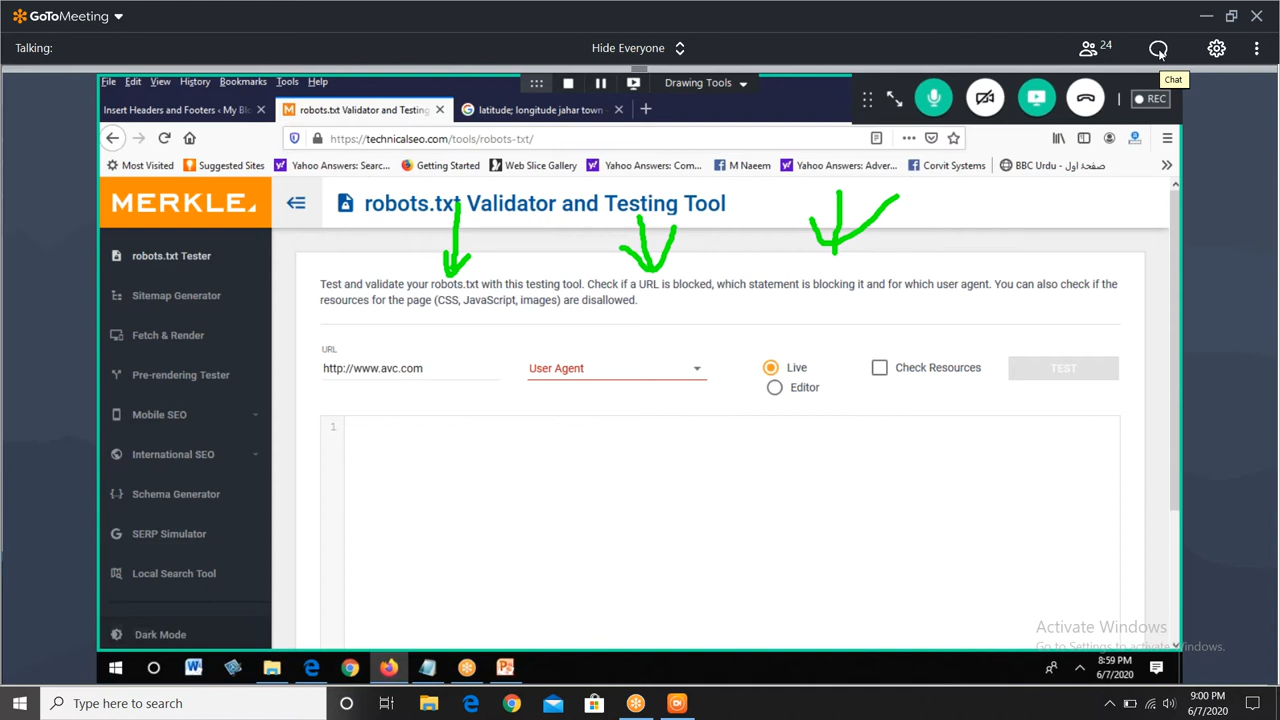 GoToMeeting
Talking:
Hide Everyone
24
Chat
File Edit View History Bookmarks Tools Help
Drawing Tools
REC
Insert Headers and Footers ‹ My Bl
robots.txt Validator and Testing
latitude; longitude jahar town -
https://technicalseo.com/tools/robots-txt/
Most Visited Suggested Sites Yahoo Answers: Searc... Getting Started Web Slice Gallery Yahoo Answers: Com... M Naeem Yahoo Answers: Adver... Corvit Systems BBC Urdu - صفحۂ اول
MERKLE
robots.txt Validator and Testing Tool
robots.txt Tester
Sitemap Generator
Fetch & Render
Pre-rendering Tester
Mobile SEO
International SEO
Schema Generator
SERP Simulator
Local Search Tool
Dark Mode
Test and validate your robots.txt with this testing tool. Check if a URL is blocked, which statement is blocking it and for which user agent. You can also check if the
resources for the page (CSS, JavaScript, images) are disallowed.
URL
http://www.avc.com
User Agent
Live
Editor
Check Resources
TEST
1
Activate Windows
Go to Settings to activate Windows.
8:59 PM
6/7/2020
Type here to search
9:00 PM
6/7/2020